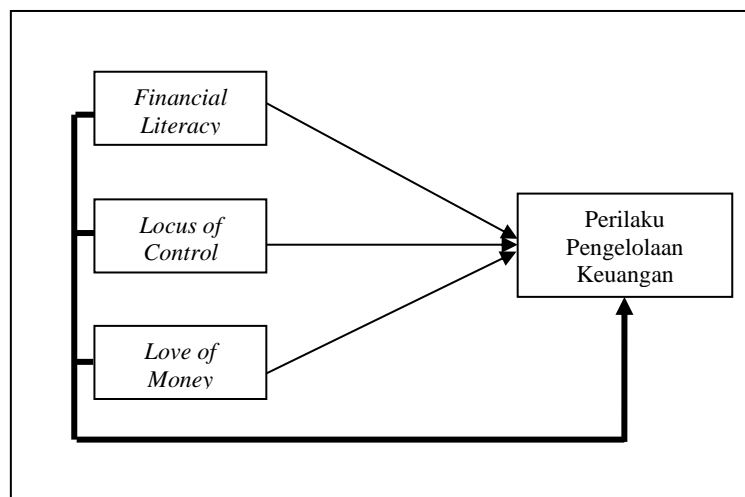 Financial
Literacy
Locus of
Control
Perilaku
Pengelolaan
Keuangan
Love of
Money